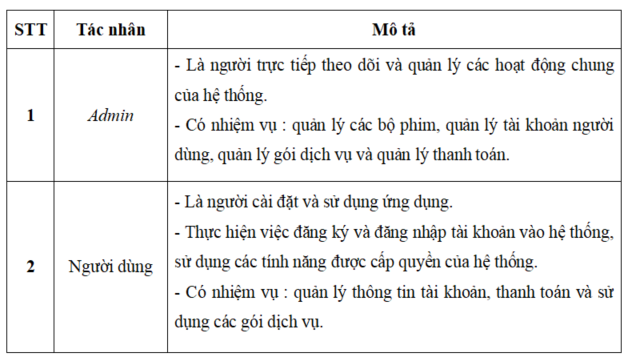 STT Tác nhân Mô tả
1 Admin
- Là người trực tiếp theo dõi và quản lý các hoạt động chung
của hệ thống.
- Có nhiệm vụ : quản lý các bộ phim, quản lý tài khoản người
dùng, quản lý gói dịch vụ và quản lý thanh toán.
2 Người dùng
- Là người cài đặt và sử dụng ứng dụng.
- Thực hiện việc đăng ký và đăng nhập tài khoản vào hệ thống,
sử dụng các tính năng được cấp quyền của hệ thống.
- Có nhiệm vụ : quản lý thông tin tài khoản, thanh toán và sử
dụng các gói dịch vụ.